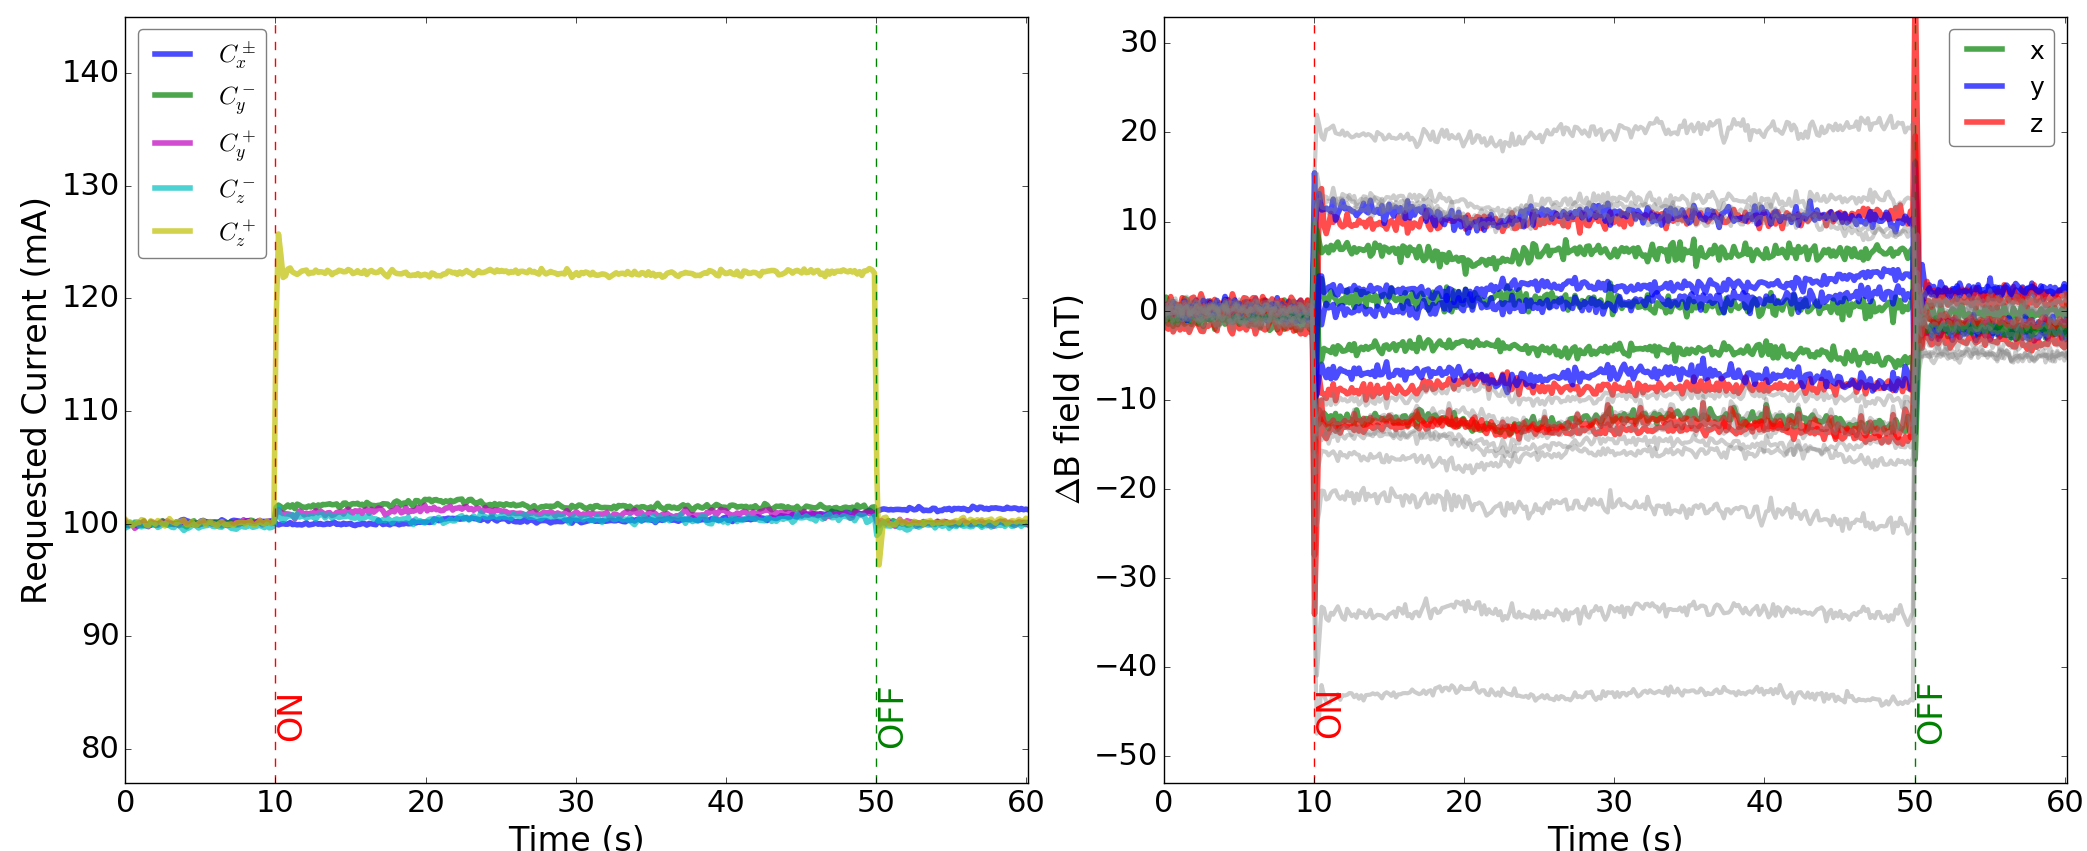 Requested Current (mA)
140
130
120
110
100
90
80
C_x^±
C_y^-
C_y^+
C_z^-
C_z^+
ON
OFF
0 10 20 30 40 50 60
Time (s)
ΔB field (nT)
30
20
10
0
−10
−20
−30
−40
−50
x
y
z
ON
OFF
0 10 20 30 40 50 60
Time (s)